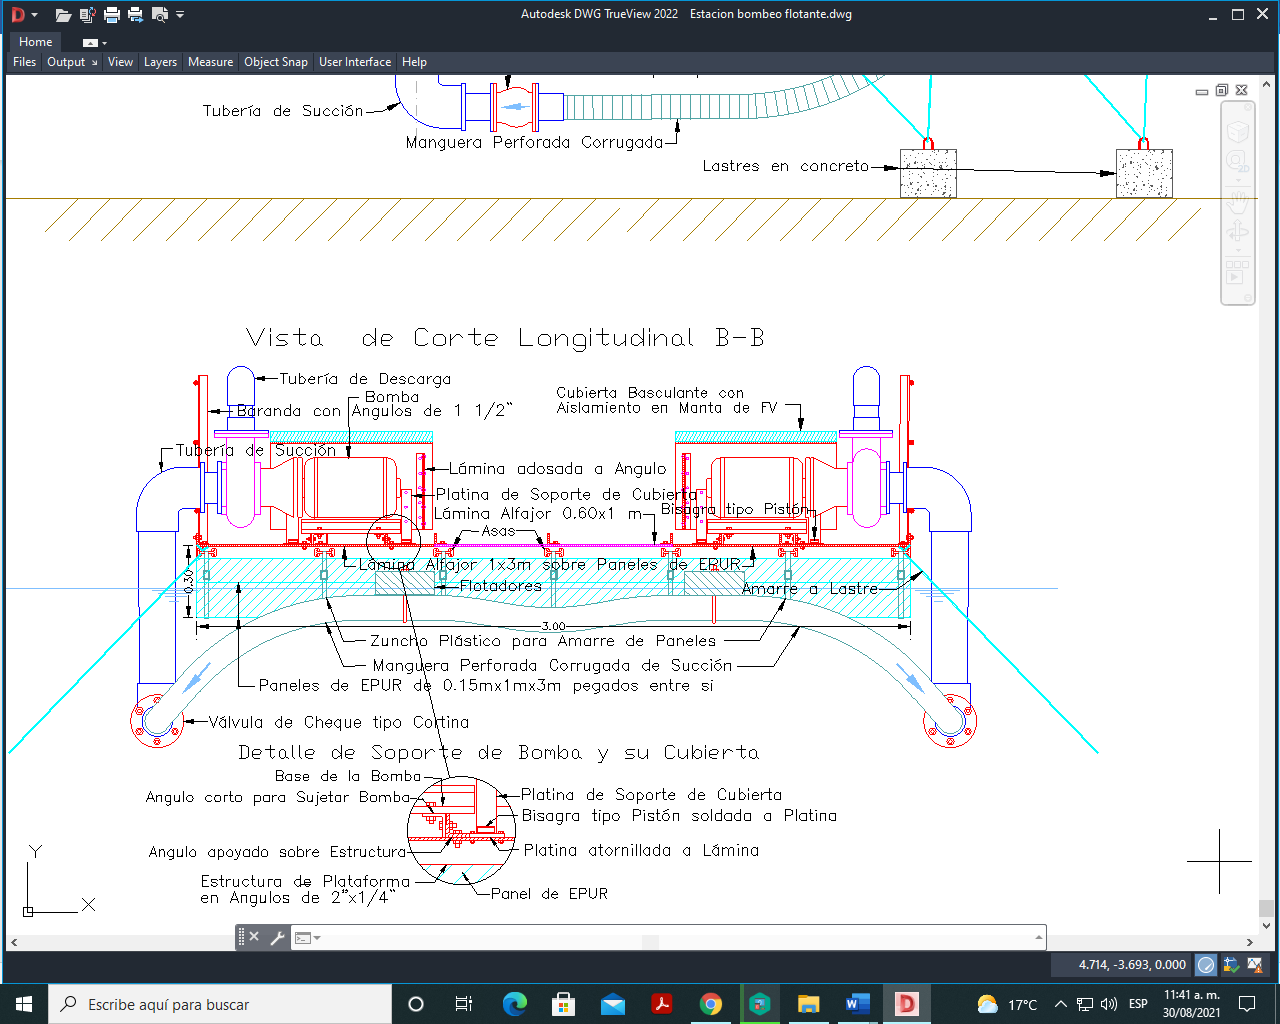 Autodesk DWG TrueView 2022    Estacion bombeo flotante.dwg
Home
Files Output View Layers Measure Object Snap User Interface Help
Tubería de Succión
Manguera Perforada Corrugada
Lastres en concreto
Vista de Corte Longitudinal B-B
Tubería de Descarga
Bomba
Baranda con Angulos de 1 1/2"
Cubierta Basculante con
Aislamiento en Manta de FV
Tubería de Succión
Lámina adosada a Angulo
Platina de Soporte de Cubierta
Lámina Alfajor 0.60x1 m
Bisagra tipo Pistón
Asas
Lámina Alfajor 1x3m sobre Paneles de EPUR
0.30
Flotadores
Amarre a Lastre
3.00
Zuncho Plástico para Amarre de Paneles
Manguera Perforada Corrugada de Succión
Paneles de EPUR de 0.15mx1mx3m pegados entre si
Válvula de Cheque tipo Cortina
Detalle de Soporte de Bomba y su Cubierta
Base de la Bomba
Angulo corto para Sujetar Bomba
Platina de Soporte de Cubierta
Bisagra tipo Pistón soldada a Platina
Angulo apoyado sobre Estructura
Platina atornillada a Lámina
Estructura de Plataforma
en Angulos de 2"x1/4"
Panel de EPUR
Y
X
4.714, -3.693, 0.000
Escribe aquí para buscar
17°C
ESP
11:41 a. m.
30/08/2021